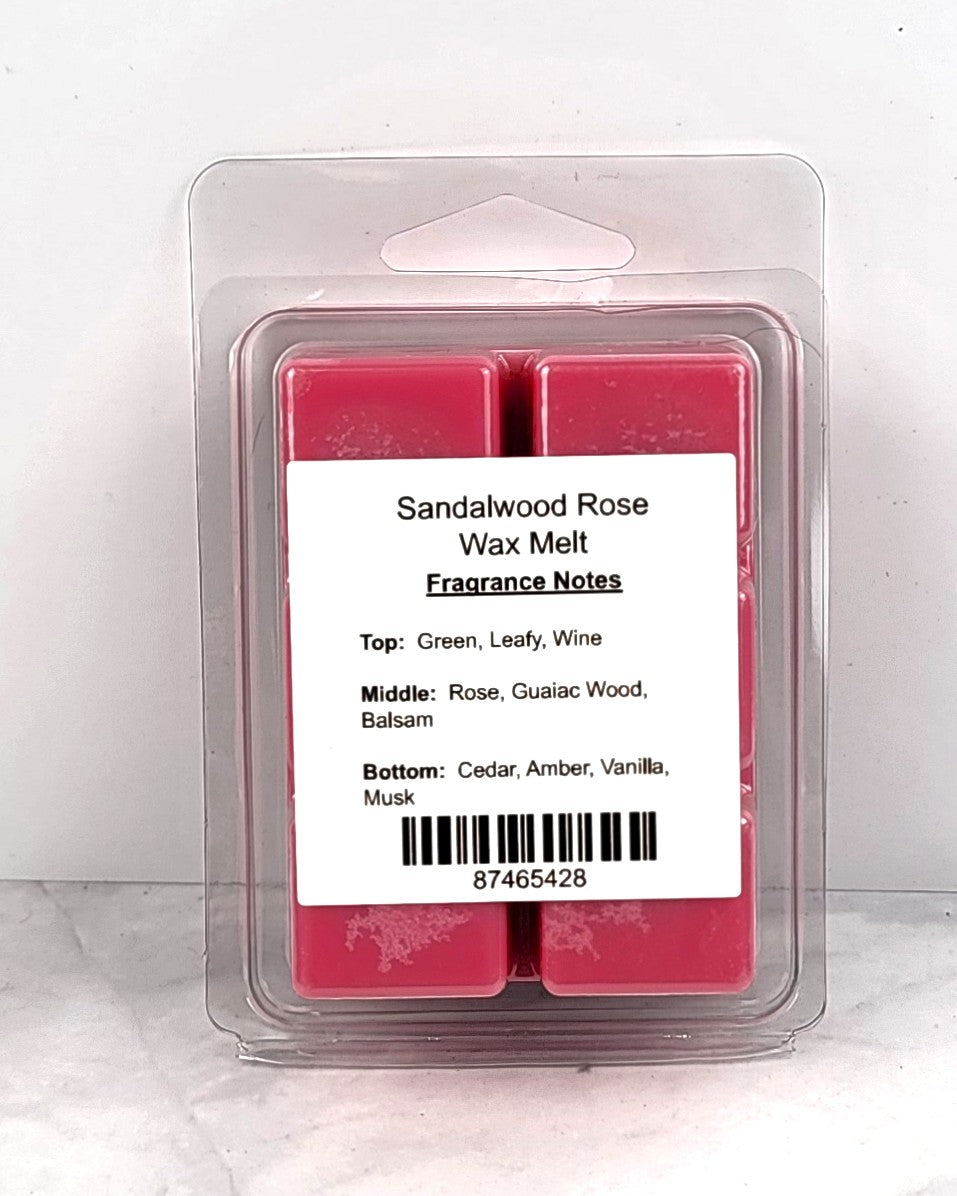 Sandalwood Rose
Wax Melt
Fragrance Notes
Top: Green, Leafy, Wine
Middle: Rose, Guaiac Wood,
Balsam
Bottom: Cedar, Amber, Vanilla,
Musk
87465428